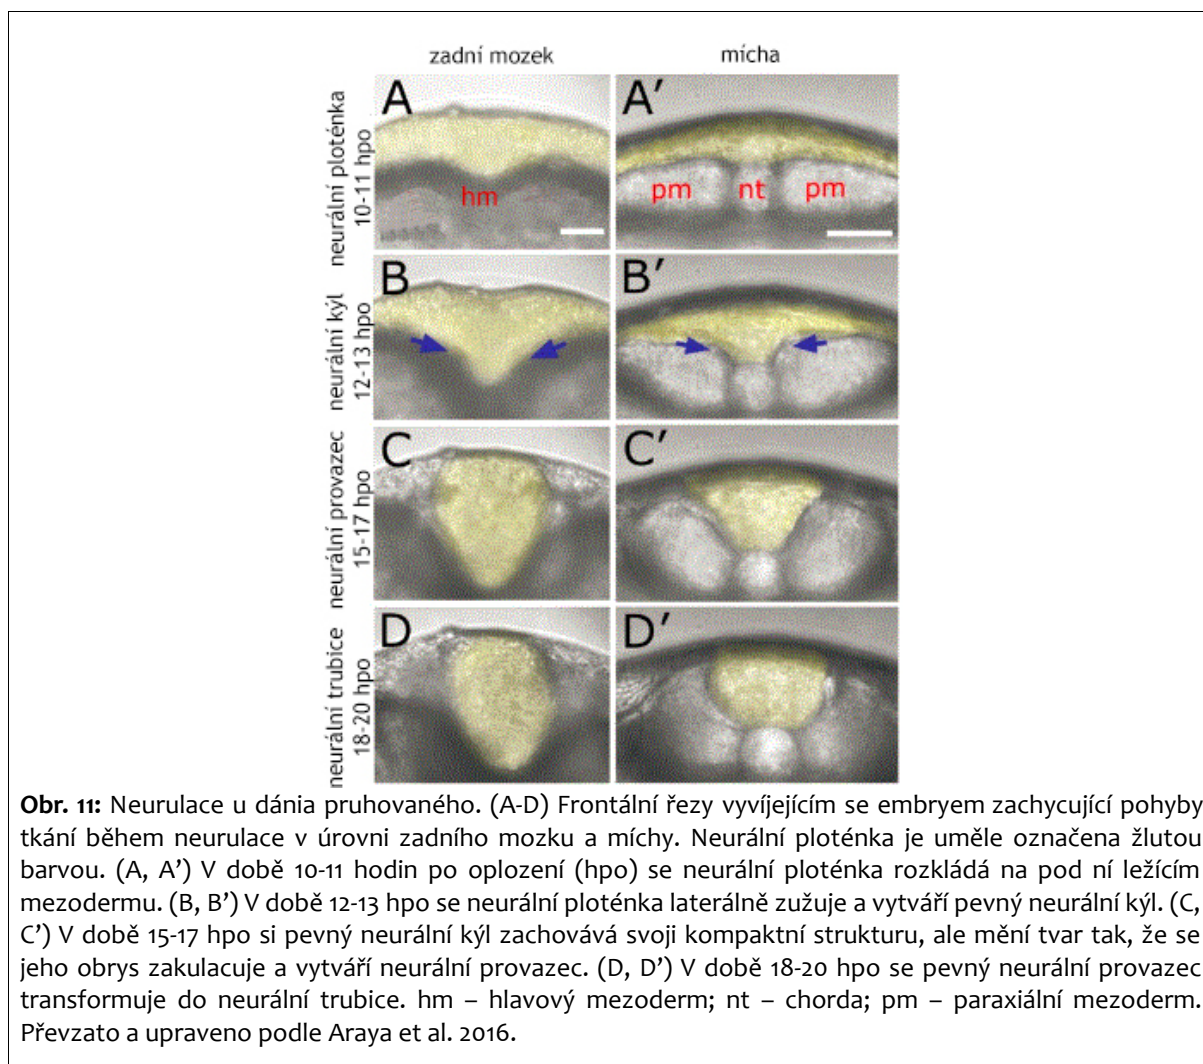 zadní mozek
mícha
neurální ploténka
10-11 hpo
A
A′
hm
pm
nt
pm
neurální kýl
12-13 hpo
B
B′
neurální provazec
15-17 hpo
C
C′
neurální trubice
18-20 hpo
D
D′
Obr. 11: Neurulace u dánia pruhovaného. (A-D) Frontální řezy vyvíjejícím se embryem zachycující pohyby
tkání během neurulace v úrovni zadního mozku a míchy. Neurální ploténka je uměle označena žlutou
barvou. (A, A’) V době 10-11 hodin po oplození (hpo) se neurální ploténka rozkládá na pod ní ležícím
mezodermu. (B, B’) V době 12-13 hpo se neurální ploténka laterálně zužuje a vytváří pevný neurální kýl. (C,
C’) V době 15-17 hpo si pevný neurální kýl zachovává svoji kompaktní strukturu, ale mění tvar tak, že se
jeho obrys zakulacuje a vytváří neurální provazec. (D, D’) V době 18-20 hpo se pevný neurální provazec
transformuje do neurální trubice. hm – hlavový mezoderm; nt – chorda; pm – paraxiální mezoderm.
Převzato a upraveno podle Araya et al. 2016.